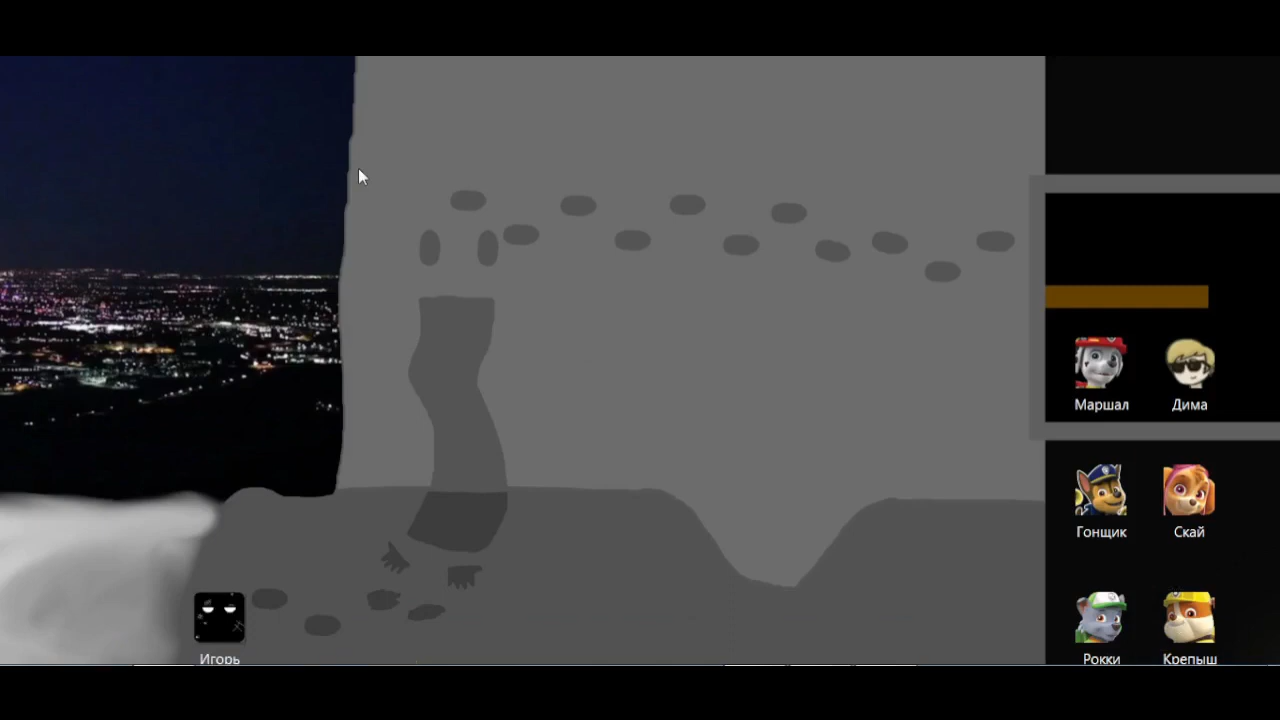 Маршал
Дима
Гонщик
Скай
Игорь
Рокки
Крепыш